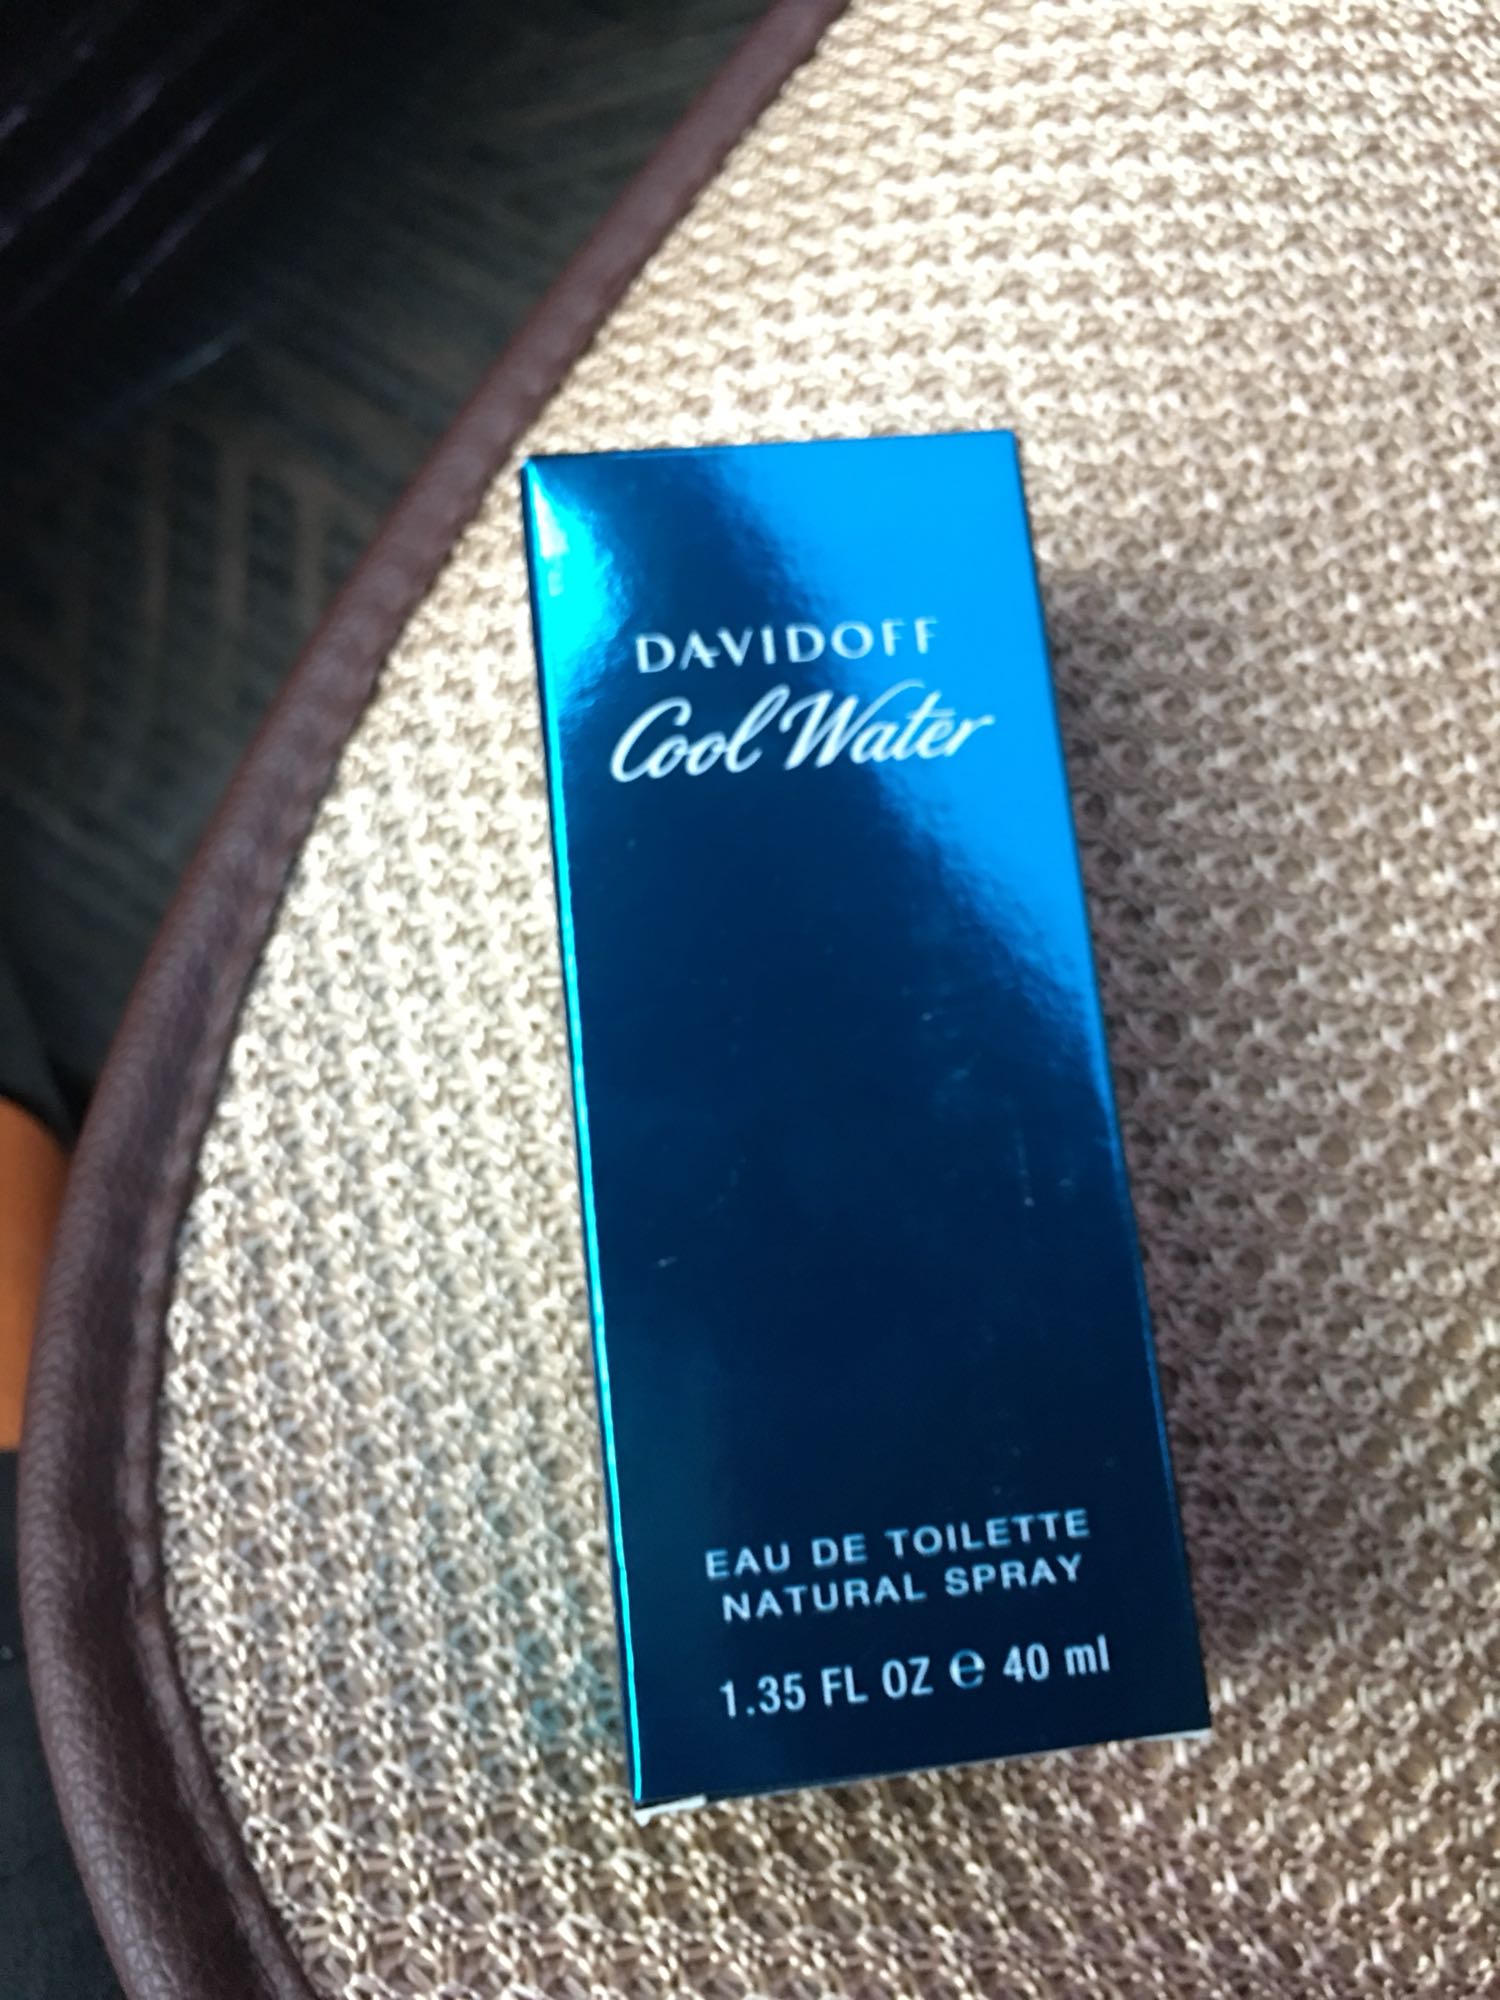 DAVIDOFF
Cool Water
EAU DE TOILETTE
NATURAL SPRAY
1.35 FL OZ ℮ 40 ml